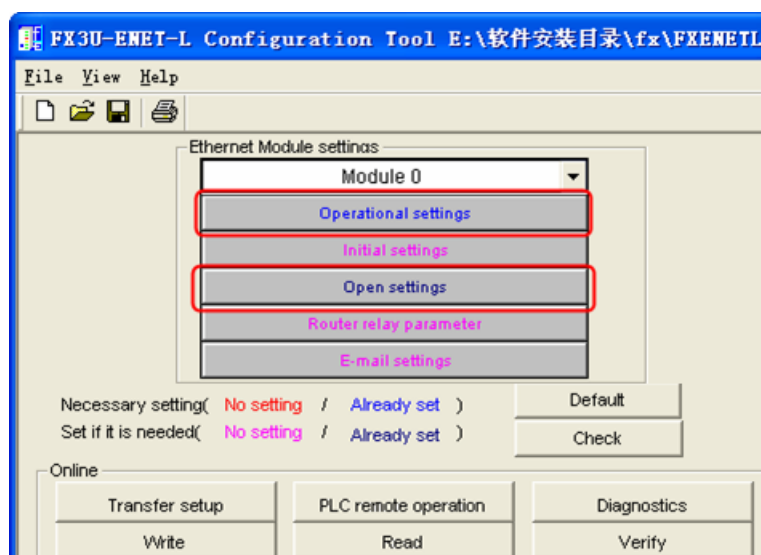 FX3U-ENET-L Configuration Tool E:\软件安装目录\fx\FXENETL
File View Help
Ethernet Module settings
Module 0
Operational settings
Initial settings
Open settings
Router relay parameter
E-mail settings
Necessary setting( No setting / Already set ) Default
Set if it is needed( No setting / Already set ) Check
Online
Transfer setup PLC remote operation Diagnostics
Write Read Verify